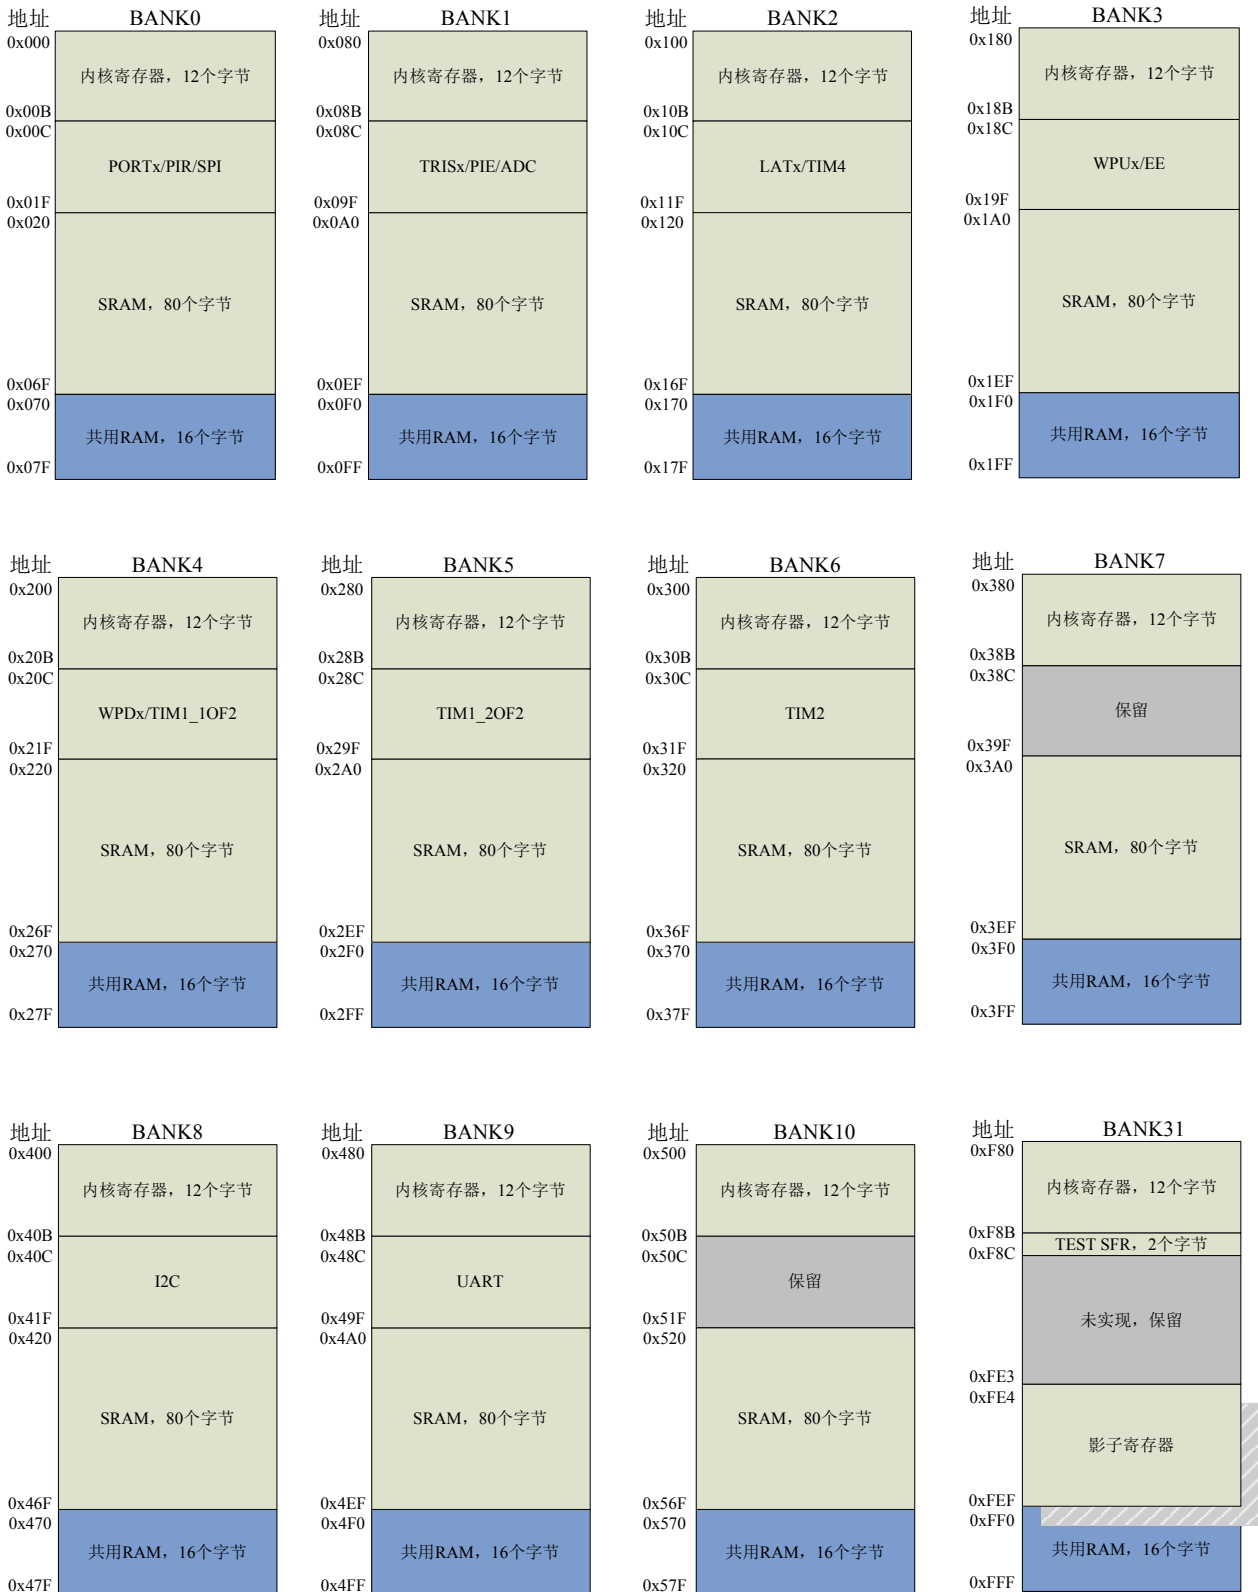 地址 BANK0
0x000
内核寄存器，12个字节
0x00B
0x00C
PORTx/PIR/SPI
0x01F
0x020
SRAM，80个字节
0x06F
0x070
共用RAM，16个字节
0x07F
地址 BANK1
0x080
内核寄存器，12个字节
0x08B
0x08C
TRISx/PIE/ADC
0x09F
0x0A0
SRAM，80个字节
0x0EF
0x0F0
共用RAM，16个字节
0x0FF
地址 BANK2
0x100
内核寄存器，12个字节
0x10B
0x10C
LATx/TIM4
0x11F
0x120
SRAM，80个字节
0x16F
0x170
共用RAM，16个字节
0x17F
地址 BANK3
0x180
内核寄存器，12个字节
0x18B
0x18C
WPUx/EE
0x19F
0x1A0
SRAM，80个字节
0x1EF
0x1F0
共用RAM，16个字节
0x1FF
地址 BANK4
0x200
内核寄存器，12个字节
0x20B
0x20C
WPDx/TIM1_1OF2
0x21F
0x220
SRAM，80个字节
0x26F
0x270
共用RAM，16个字节
0x27F
地址 BANK5
0x280
内核寄存器，12个字节
0x28B
0x28C
TIM1_2OF2
0x29F
0x2A0
SRAM，80个字节
0x2EF
0x2F0
共用RAM，16个字节
0x2FF
地址 BANK6
0x300
内核寄存器，12个字节
0x30B
0x30C
TIM2
0x31F
0x320
SRAM，80个字节
0x36F
0x370
共用RAM，16个字节
0x37F
地址 BANK7
0x380
内核寄存器，12个字节
0x38B
0x38C
保留
0x39F
0x3A0
SRAM，80个字节
0x3EF
0x3F0
共用RAM，16个字节
0x3FF
地址 BANK8
0x400
内核寄存器，12个字节
0x40B
0x40C
I2C
0x41F
0x420
SRAM，80个字节
0x46F
0x470
共用RAM，16个字节
0x47F
地址 BANK9
0x480
内核寄存器，12个字节
0x48B
0x48C
UART
0x49F
0x4A0
SRAM，80个字节
0x4EF
0x4F0
共用RAM，16个字节
0x4FF
地址 BANK10
0x500
内核寄存器，12个字节
0x50B
0x50C
保留
0x51F
0x520
SRAM，80个字节
0x56F
0x570
共用RAM，16个字节
0x57F
地址 BANK31
0xF80
内核寄存器，12个字节
0xF8B
TEST SFR，2个字节
0xF8C
未实现，保留
0xFE3
0xFE4
影子寄存器
0xFEF
0xFF0
共用RAM，16个字节
0xFFF